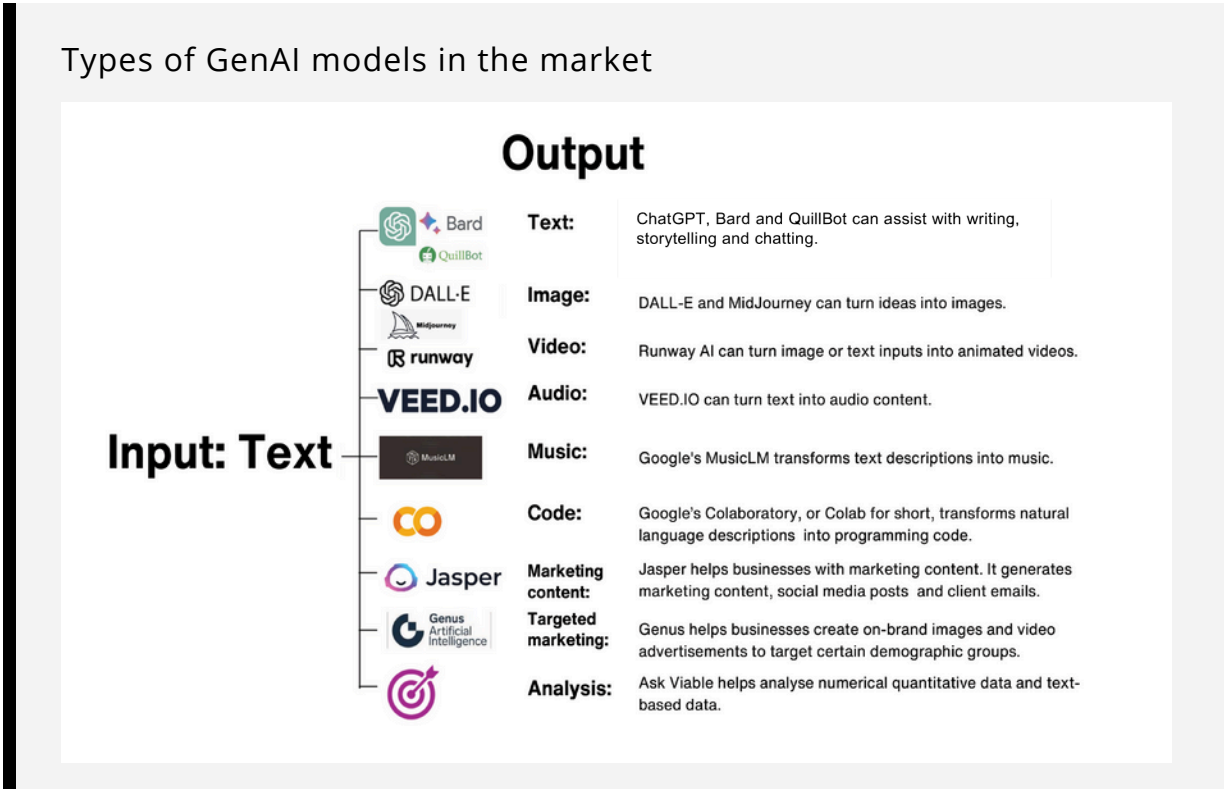 Types of GenAI models in the market
Output
Input: Text
Bard
QuillBot
Text:
ChatGPT, Bard and QuillBot can assist with writing,
storytelling and chatting.
DALL·E
Midjourney
Image:
DALL-E and MidJourney can turn ideas into images.
runway
Video:
Runway AI can turn image or text inputs into animated videos.
VEED.IO
Audio:
VEED.IO can turn text into audio content.
MusicLM
Music:
Google's MusicLM transforms text descriptions into music.
CO
Code:
Google's Colaboratory, or Colab for short, transforms natural
language descriptions into programming code.
Jasper
Marketing
content:
Jasper helps businesses with marketing content. It generates
marketing content, social media posts and client emails.
Genus
Artificial
Intelligence
Targeted
marketing:
Genus helps businesses create on-brand images and video
advertisements to target certain demographic groups.
Analysis:
Ask Viable helps analyse numerical quantitative data and text-
based data.